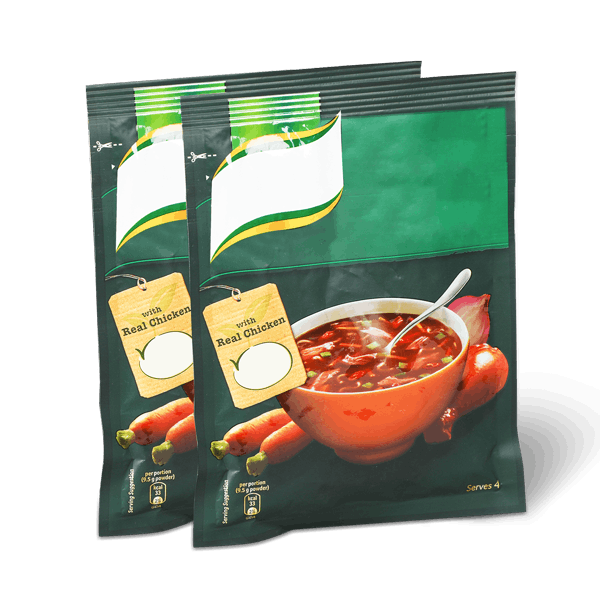 with
Real Chicken
per portion
(9.5 g powder)
kcal
33
Serving Suggestion
with
Real Chicken
per portion
(9.5 g powder)
kcal
33
Serving Suggestion
Serves 4